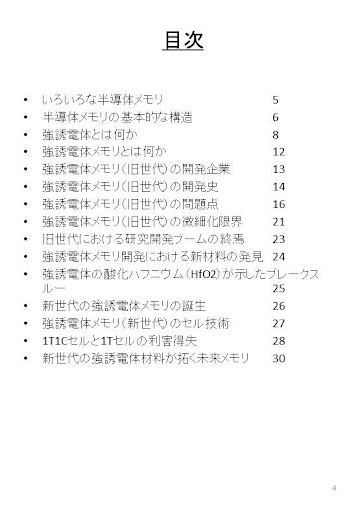 目次
• いろいろな半導体メモリ 5
• 半導体メモリの基本的な構造 6
• 強誘電体とは何か 8
• 強誘電体メモリとは何か 12
• 強誘電体メモリ(旧世代)の開発企業 13
• 強誘電体メモリ(旧世代)の開発史 14
• 強誘電体メモリ(旧世代)の問題点 16
• 強誘電体メモリ(旧世代)の微細化限界 21
• 旧世代における研究開発ブームの終焉 23
• 強誘電体メモリ開発における新材料の発見 24
• 強誘電体の酸化ハフニウム(HfO2)が示したブレークス
ルー 25
• 新世代の強誘電体メモリの誕生 26
• 強誘電体メモリ(新世代)のセル技術 27
• 1T1Cセルと1Tセルの利害得失 28
• 新世代の強誘電体材料が拓く未来メモリ 30
4